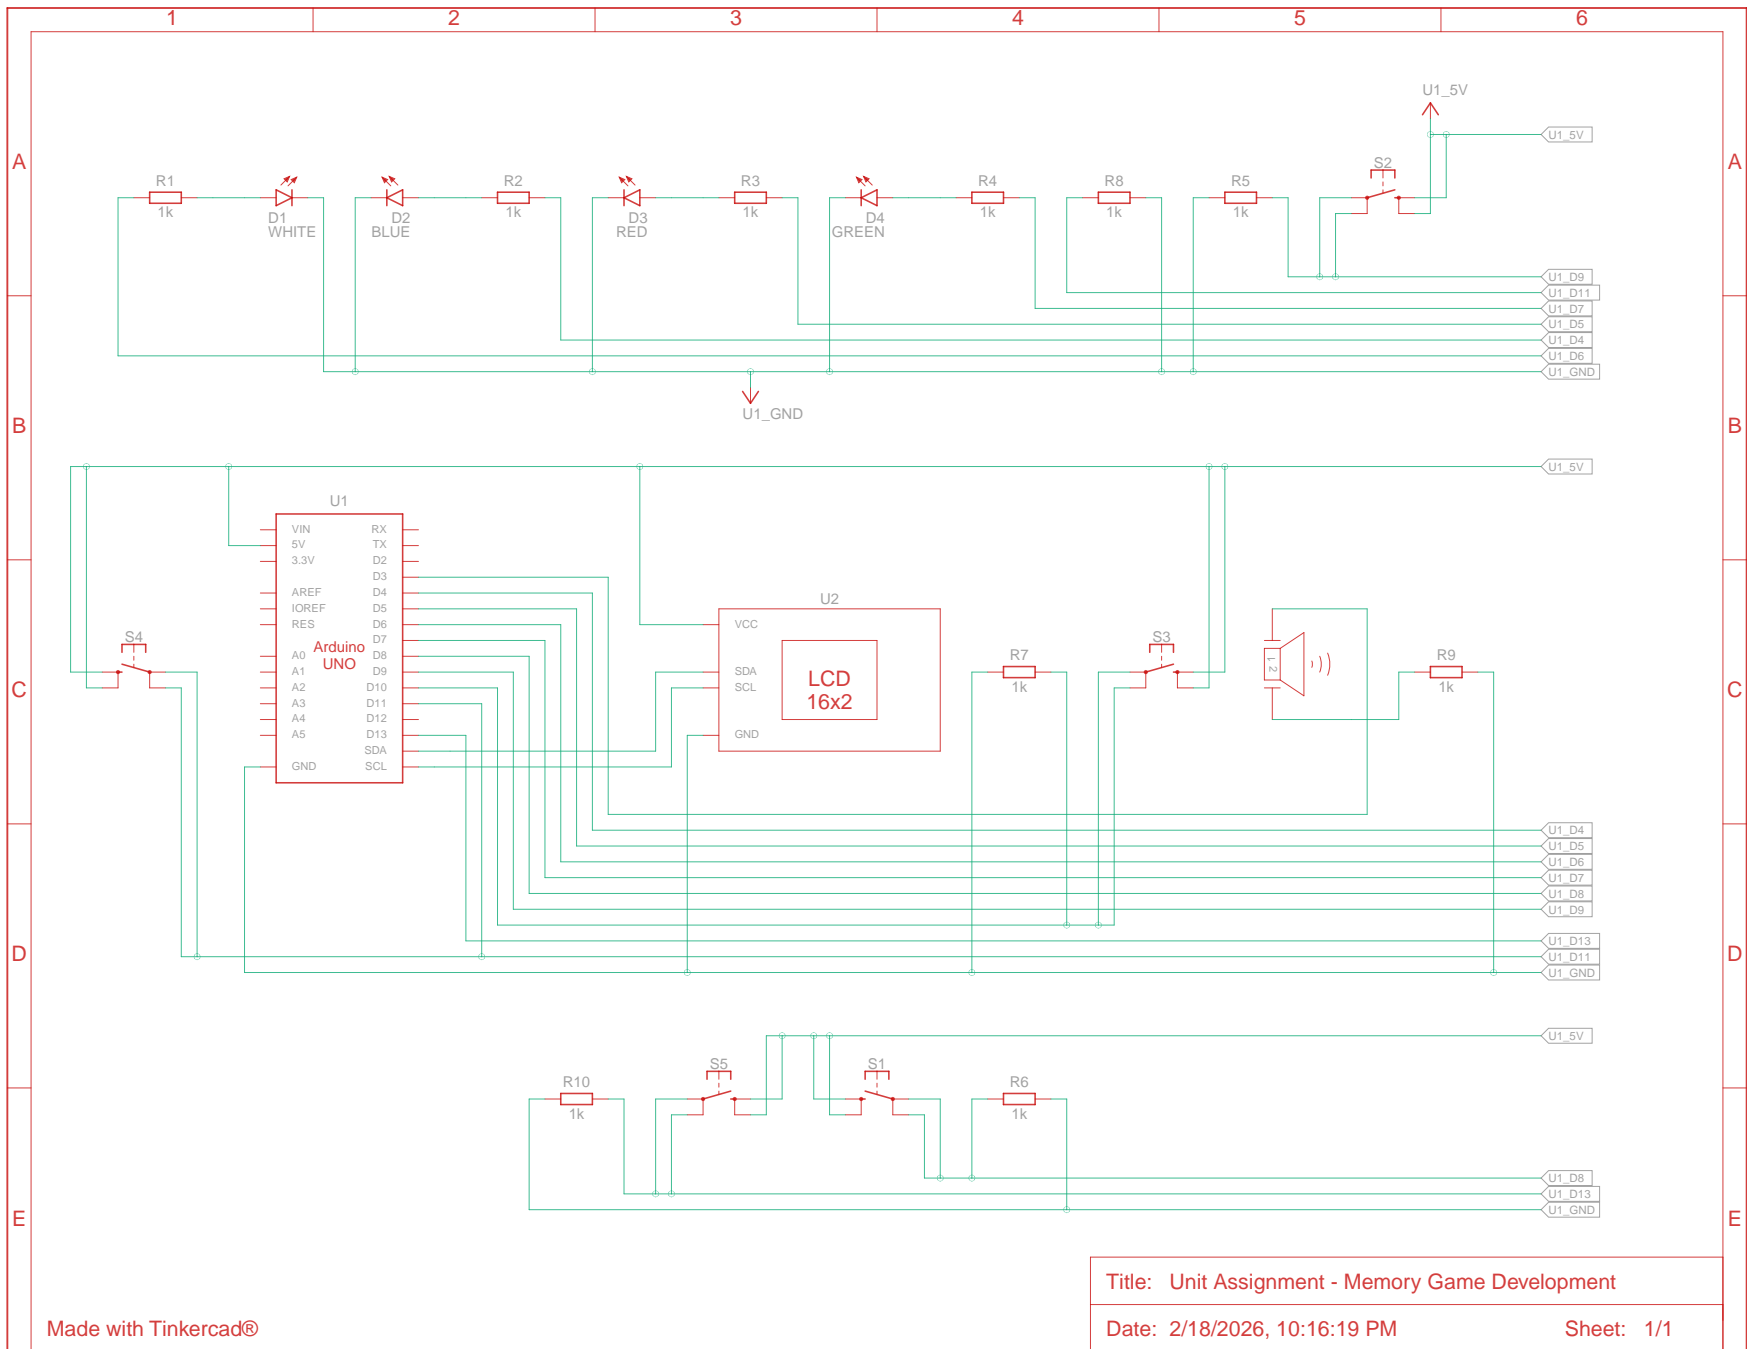 1 2 3 4 5 6
U1_5V
U1_5V
A A
S2
R1 R2 R3 R4 R8 R5
1k D1 D2 1k D3 1k D4 1k 1k 1k
WHITE BLUE RED GREEN
U1_D9
U1_D11
U1_D7
U1_D5
U1_D4
U1_D6
U1_GND
U1_GND
B B
U1_5V
U1
VIN RX
5V TX
3.3V D2
D3
AREF D4
IOREF D5
RES D6
D7
A0 D8
A1 D9
A2 D10
A3 D11
A4 D12
A5 D13
SDA
GND SCL
Arduino
UNO
S4
U2
VCC
SDA
SCL
GND
LCD
16x2
R7
1k
S3
1 2
R9
1k
C C
U1_D4
U1_D5
U1_D6
U1_D7
U1_D8
U1_D9
U1_D13
U1_D11
U1_GND
D D
U1_5V
S5 S1
R10 R6
1k 1k
U1_D8
U1_D13
U1_GND
E E
Title: Unit Assignment - Memory Game Development
Made with Tinkercad®
Date: 2/18/2026, 10:16:19 PM Sheet: 1/1